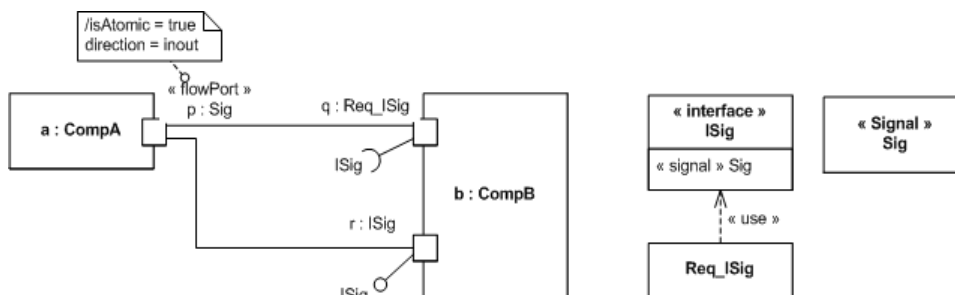 /isAtomic = true
direction = inout
« flowPort »
p : Sig
q : Req_ISig
a : CompA
ISig
b : CompB
r : ISig
ISig
« interface »
ISig
« signal » Sig
« use »
Req_ISig
« Signal »
Sig